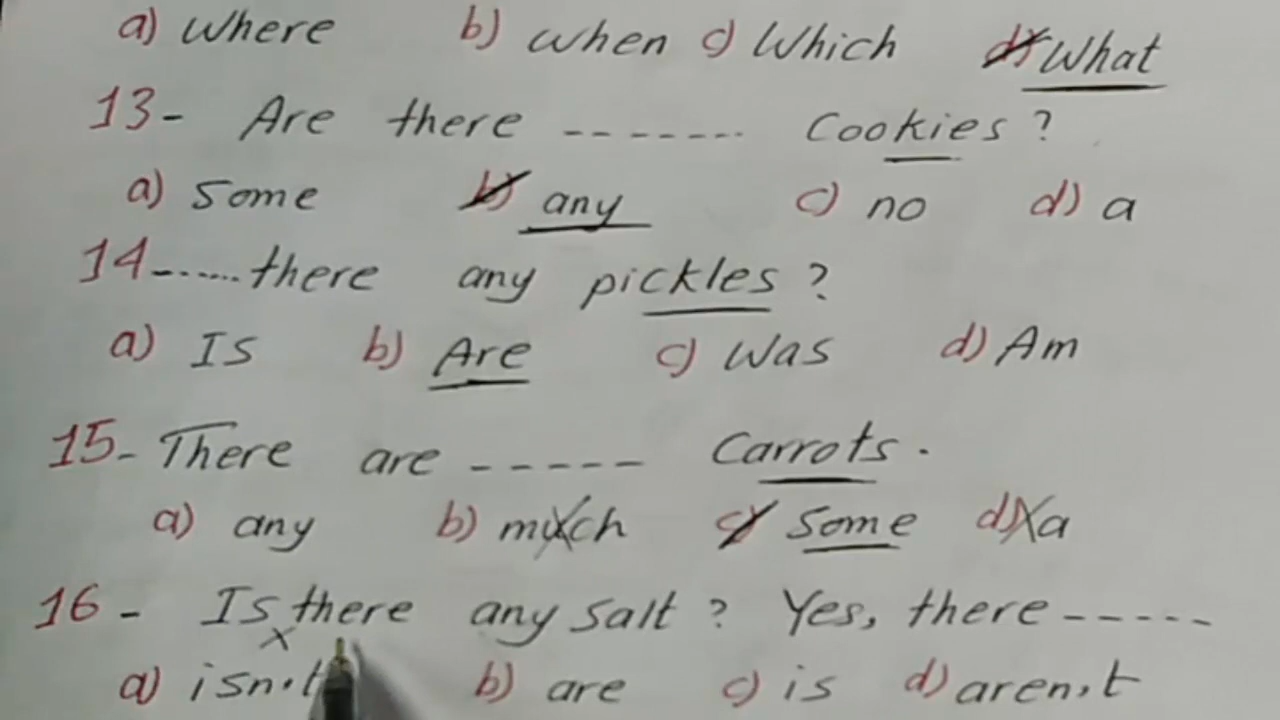 a) Where b) when c) Which d) What
13- Are there ------- Cookies?
a) Some b) any c) no d) a
14------- there any pickles?
a) Is b) Are c) Was d) Am
15- There are ----- Carrots.
a) any b) much c) Some d) a
16- Is there any salt? Yes, there -----
a) isn't b) are c) is d) aren't